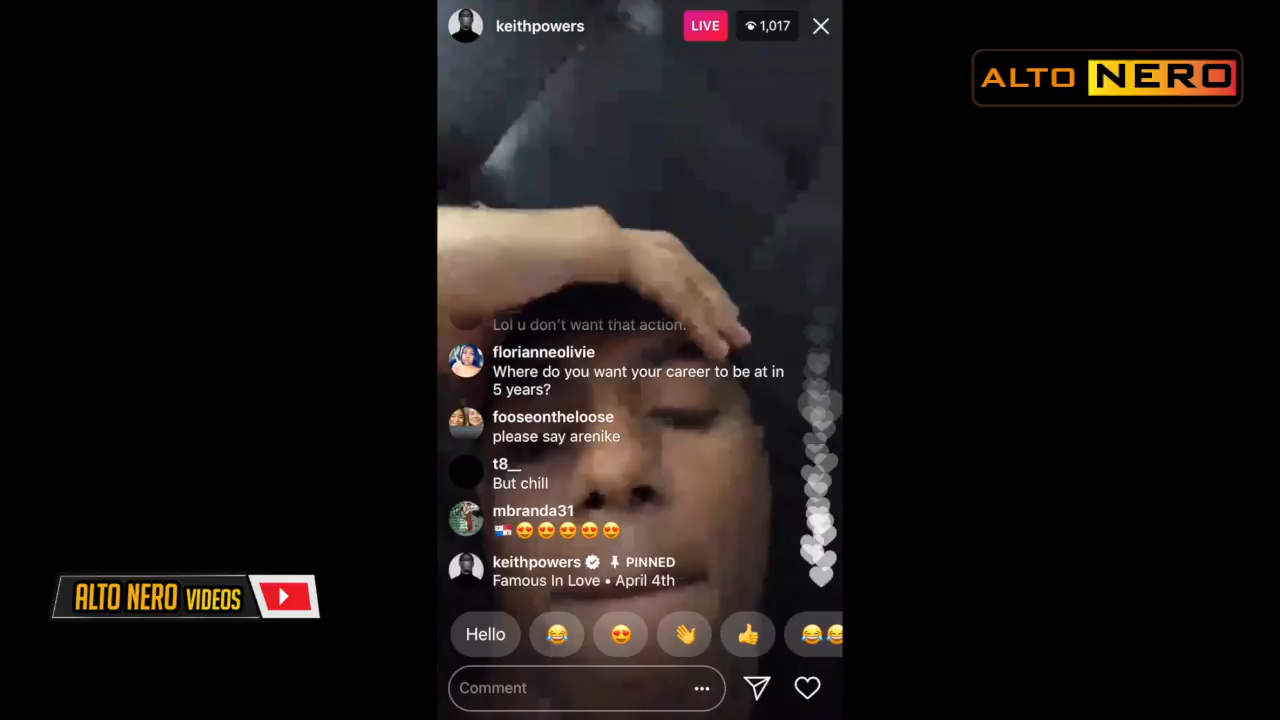 keithpowers
LIVE
1,017
ALTO NERO
Lol u don't want that action.
florianneolivie
Where do you want your career to be at in
5 years?
fooseontheloose
please say arenike
t8__
But chill
mbranda31
🇵🇦😍😍😍😍😍
keithpowers PINNED
Famous In Love • April 4th
ALTO NERO VIDEOS
Hello 😂 😍 👋 👍 😂😂
Comment